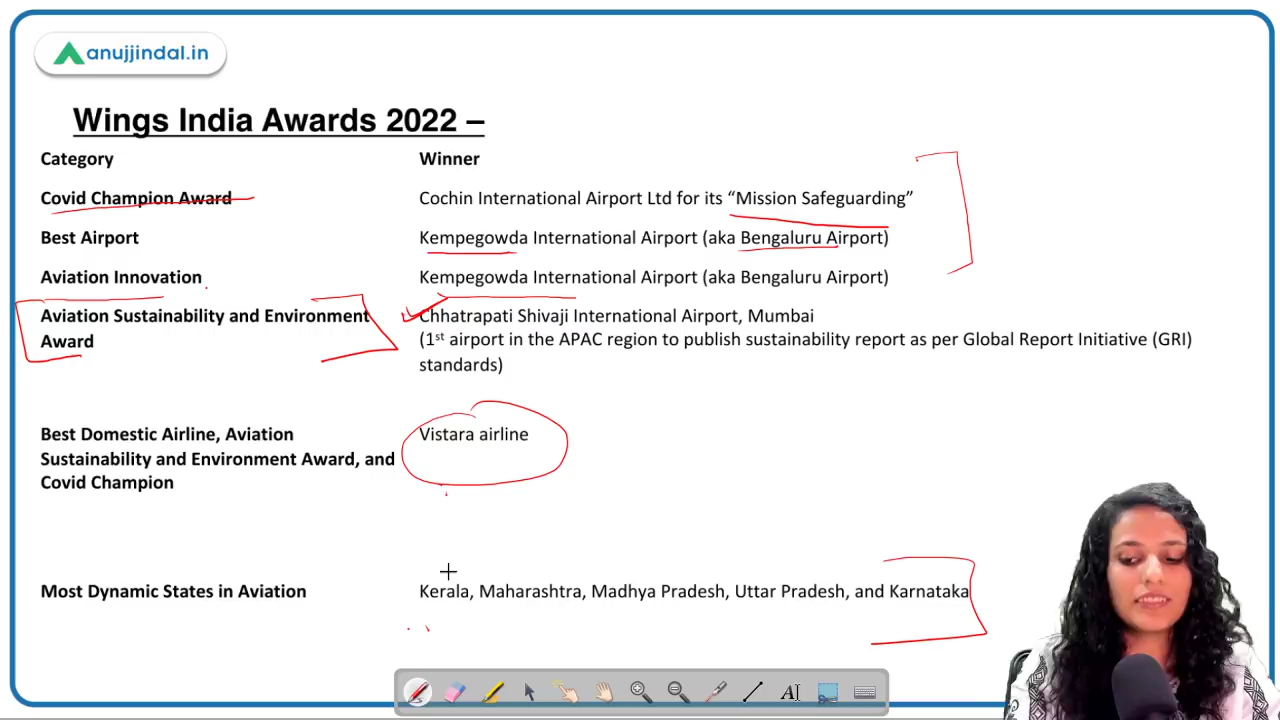 anujjindal.in
Wings India Awards 2022 –
Category Winner
Covid Champion Award Cochin International Airport Ltd for its “Mission Safeguarding”
Best Airport Kempegowda International Airport (aka Bengaluru Airport)
Aviation Innovation Kempegowda International Airport (aka Bengaluru Airport)
Aviation Sustainability and Environment Chhatrapati Shivaji International Airport, Mumbai
Award (1st airport in the APAC region to publish sustainability report as per Global Report Initiative (GRI)
standards)
Best Domestic Airline, Aviation Vistara airline
Sustainability and Environment Award, and
Covid Champion
Most Dynamic States in Aviation Kerala, Maharashtra, Madhya Pradesh, Uttar Pradesh, and Karnataka